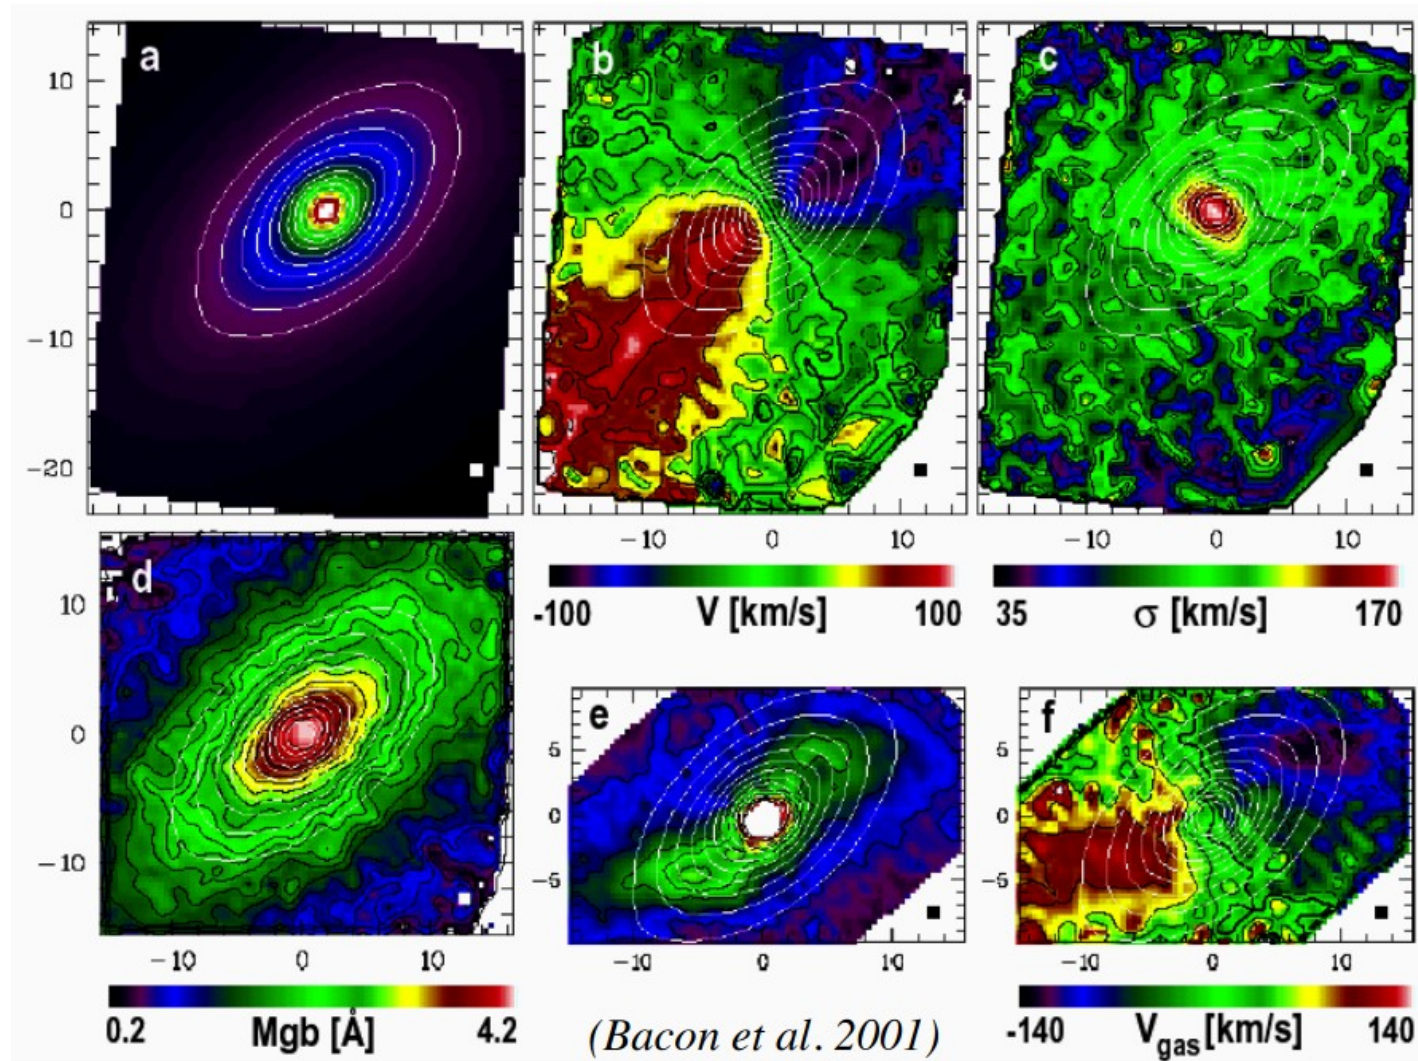 a b c
10
0
−10
−20
−10 0 10 −10 0 10
-100 V [km/s] 100 35 σ [km/s] 170
d
10
0
−10
−10 0 10
0.2 Mgb [Å] 4.2
e f
5 5
0 0
−5 −5
−10 0 10 −10 0 10
-140 Vgas [km/s] 140
(Bacon et al. 2001)